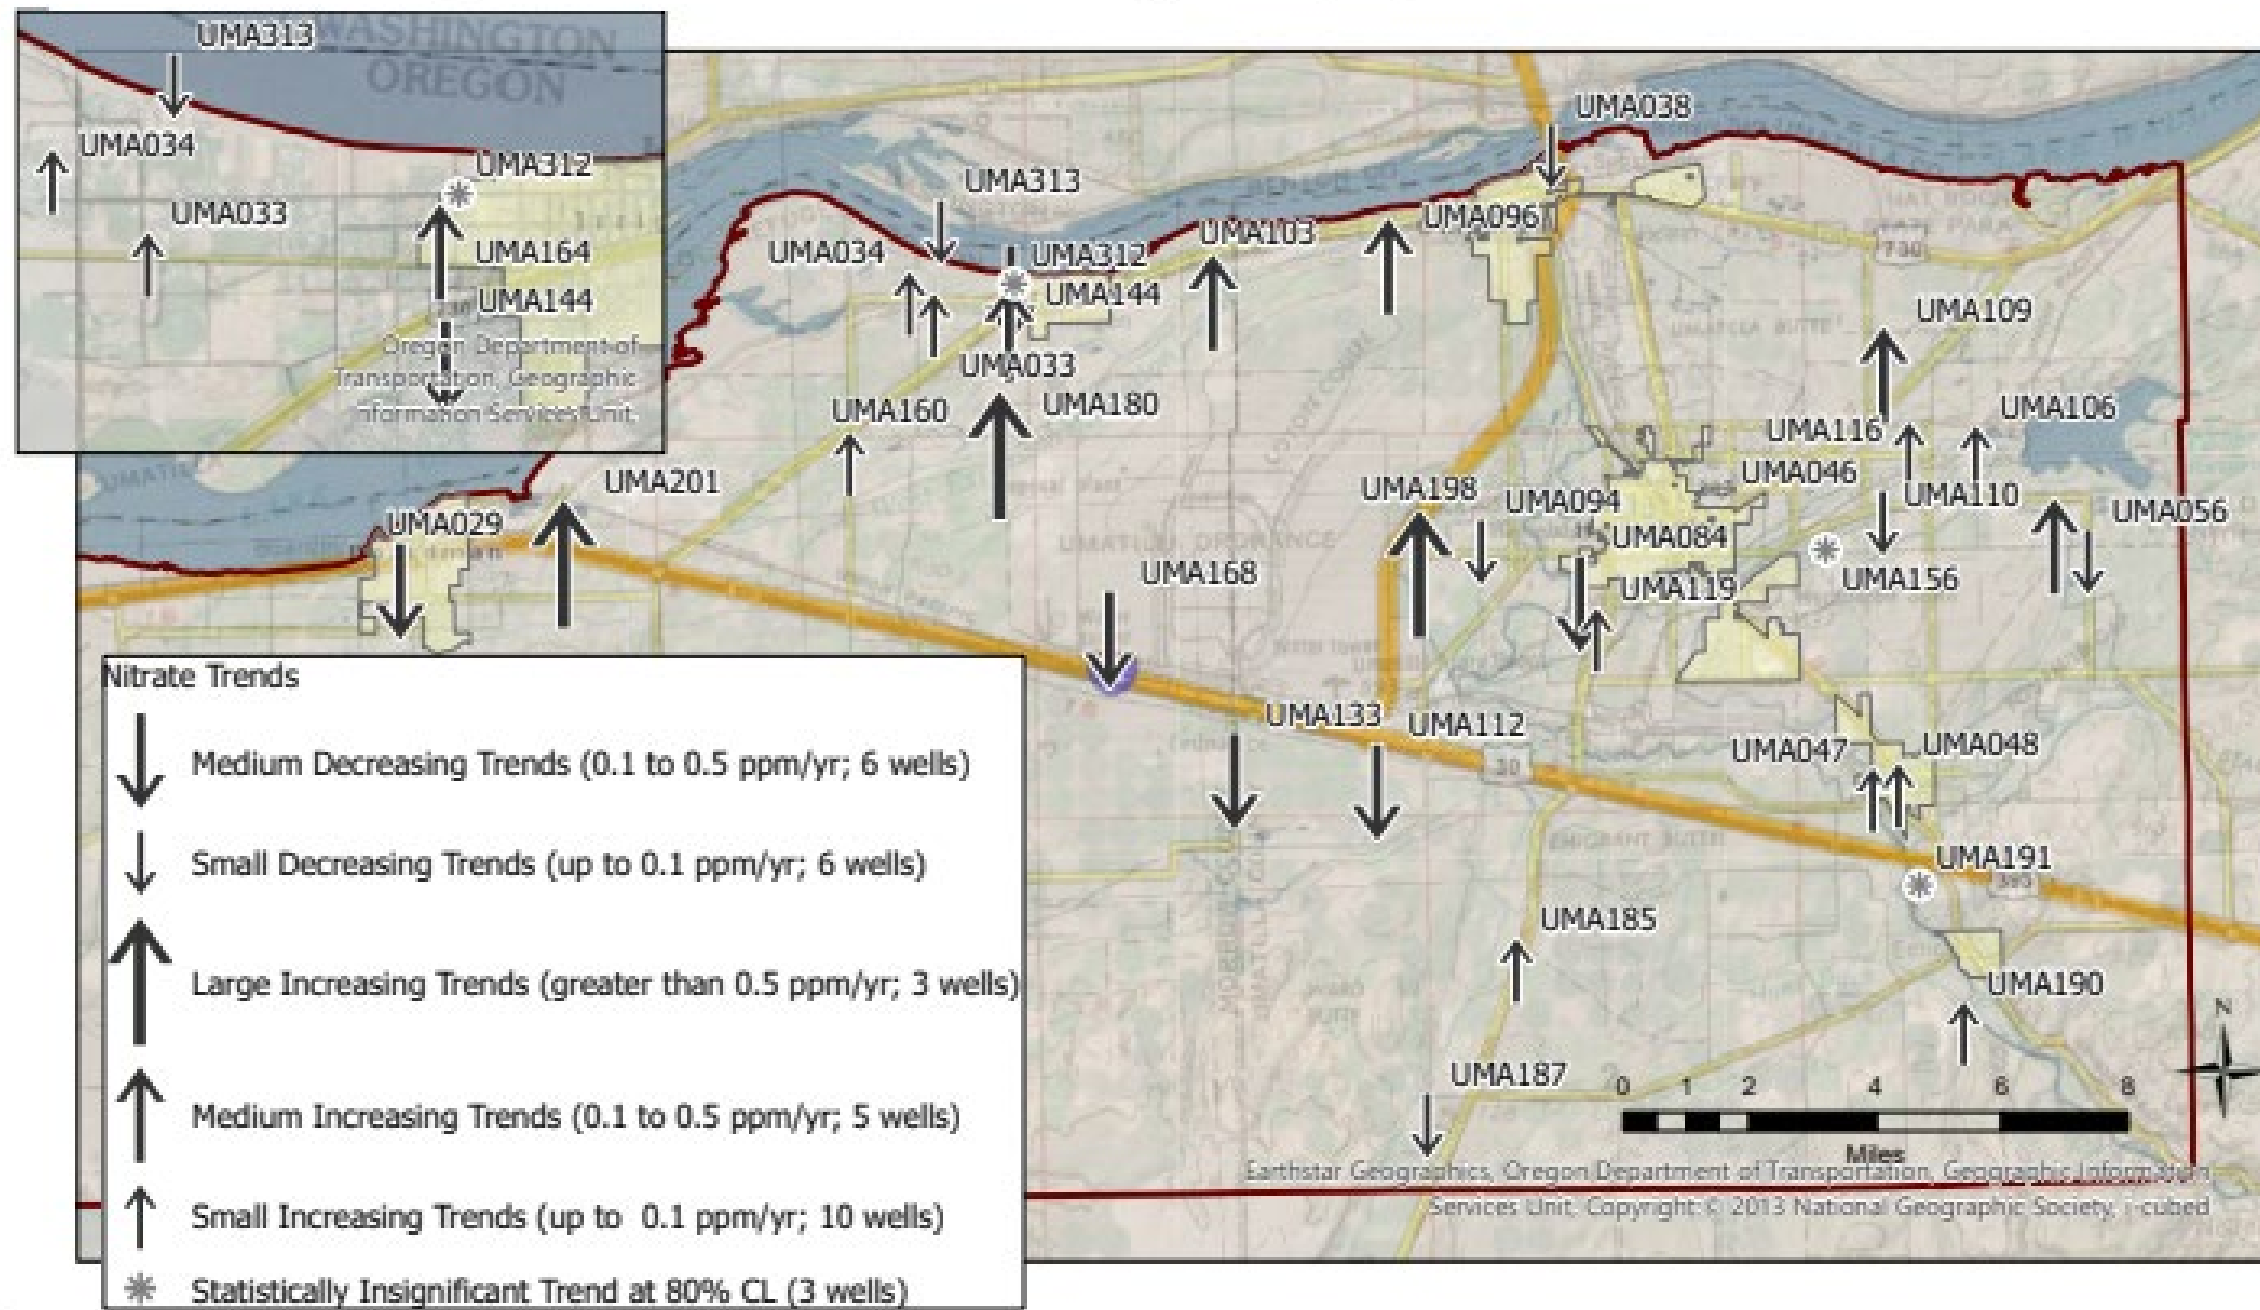 WASHINGTON
OREGON
UMA313
UMA034
UMA312
UMA033
UMA164
UMA144
Oregon Department of
Transportation, Geographic
Information Services Unit,
UMA038
UMA313
UMA096
UMA103
UMA034
UMA312
UMA144
730
UMA109
UMA033
UMA160
UMA180
UMA106
UMA116
UMA046
UMA201
UMA198
UMA094
UMA110
UMA056
UMA029
UMA084
UMATILLA ORDNANCE
UMA168
UMA119
UMA156
UMA133
UMA112
UMA047
UMA048
30
EMIGRANT BUTTE
UMA191
UMA185
UMA190
UMA187
N
0 1 2 4 6 8
Miles
Earthstar Geographics, Oregon Department of Transportation, Geographic Information
Services Unit, Copyright:© 2013 National Geographic Society, i-cubed
Nitrate Trends
Medium Decreasing Trends (0.1 to 0.5 ppm/yr; 6 wells)
Small Decreasing Trends (up to 0.1 ppm/yr; 6 wells)
Large Increasing Trends (greater than 0.5 ppm/yr; 3 wells)
Medium Increasing Trends (0.1 to 0.5 ppm/yr; 5 wells)
Small Increasing Trends (up to 0.1 ppm/yr; 10 wells)
Statistically Insignificant Trend at 80% CL (3 wells)